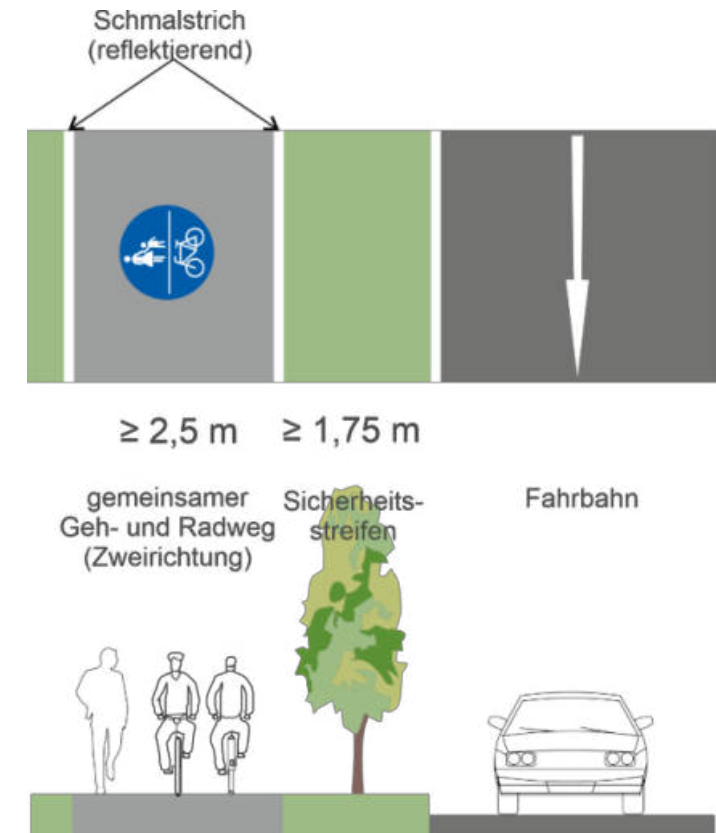 Schmalstrich
(reflektierend)
≥ 2,5 m
≥ 1,75 m
gemeinsamer
Geh- und Radweg
(Zweirichtung)
Sicherheits-
streifen
Fahrbahn